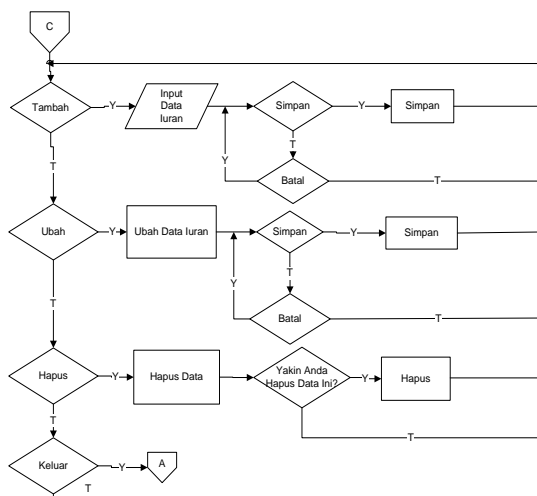 C
Tambah
Y
Input
Data
Iuran
Simpan
Y
Simpan
T
Y
Batal
T
T
Ubah
Y
Ubah Data Iuran
Simpan
Y
Simpan
T
Y
Batal
T
T
Hapus
Y
Hapus Data
Yakin Anda
Hapus Data Ini?
Y
Hapus
T
T
Keluar
Y
A
T